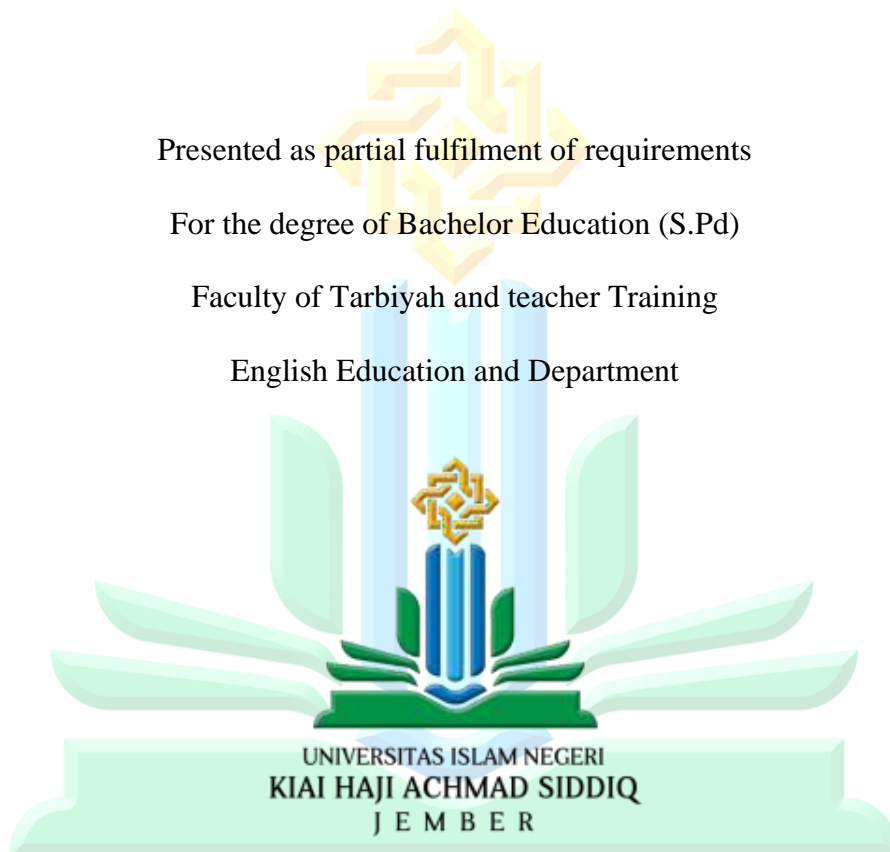 Presented as partial fulfilment of requirements
For the degree of Bachelor Education (S.Pd)
Faculty of Tarbiyah and teacher Training
English Education and Department
UNIVERSITAS ISLAM NEGERI
KIAI HAJI ACHMAD SIDDIQ
JEMBER